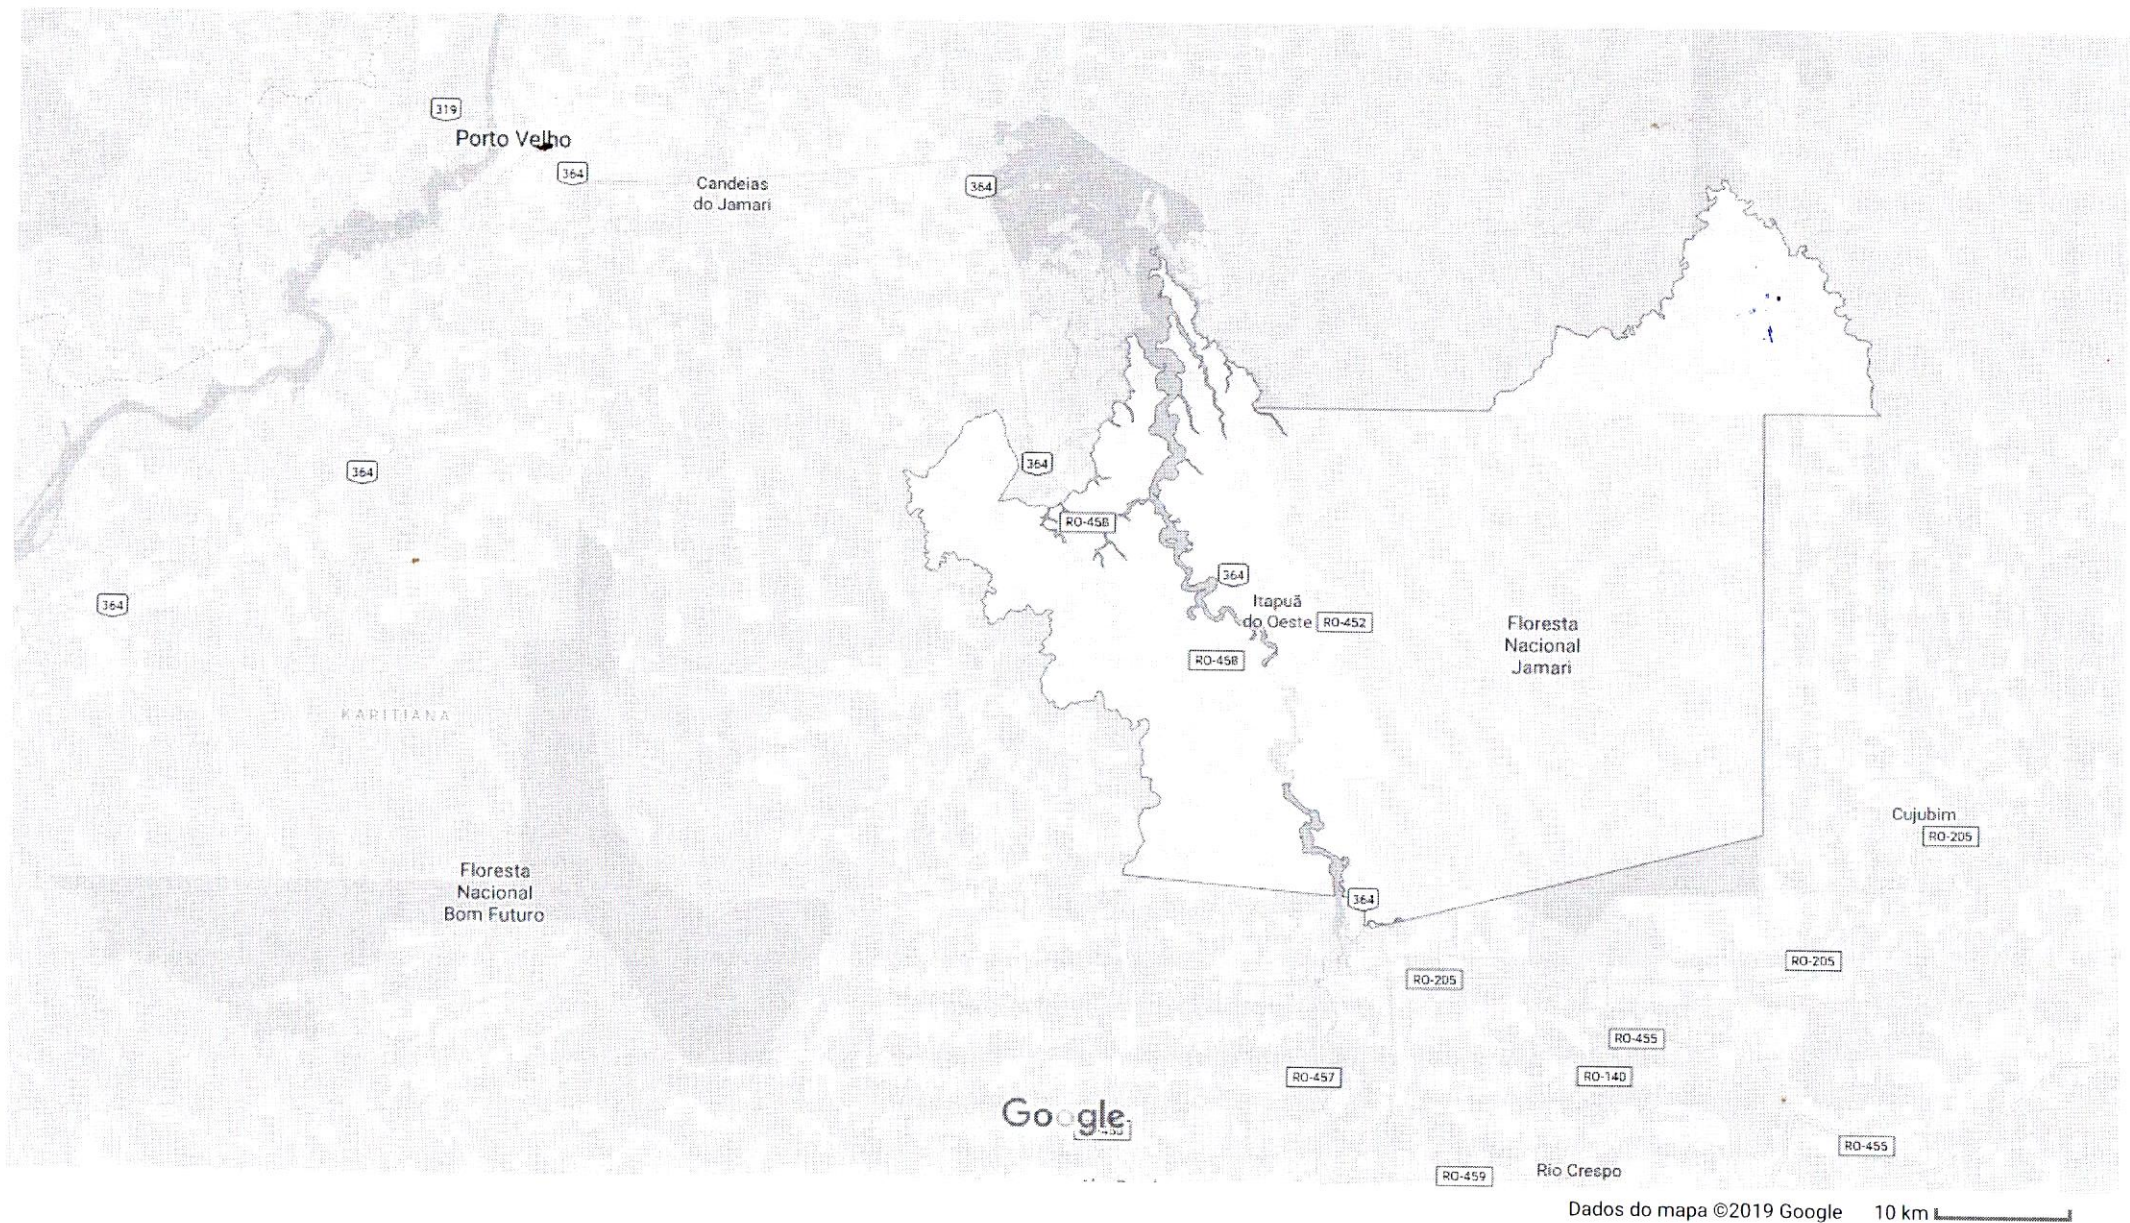 319
Porto Velho
364
Candeias
do Jamari
364
364
364
RO-458
364
364
Itapuã
do Oeste
RO-452
RO-458
Floresta
Nacional
Jamari
KARITIANA
Cujubim
RO-205
Floresta
Nacional
Bom Futuro
364
RO-205
RO-205
RO-455
RO-457
RO-140
Google
RO-455
RO-459
Rio Crespo
Dados do mapa ©2019 Google
10 km